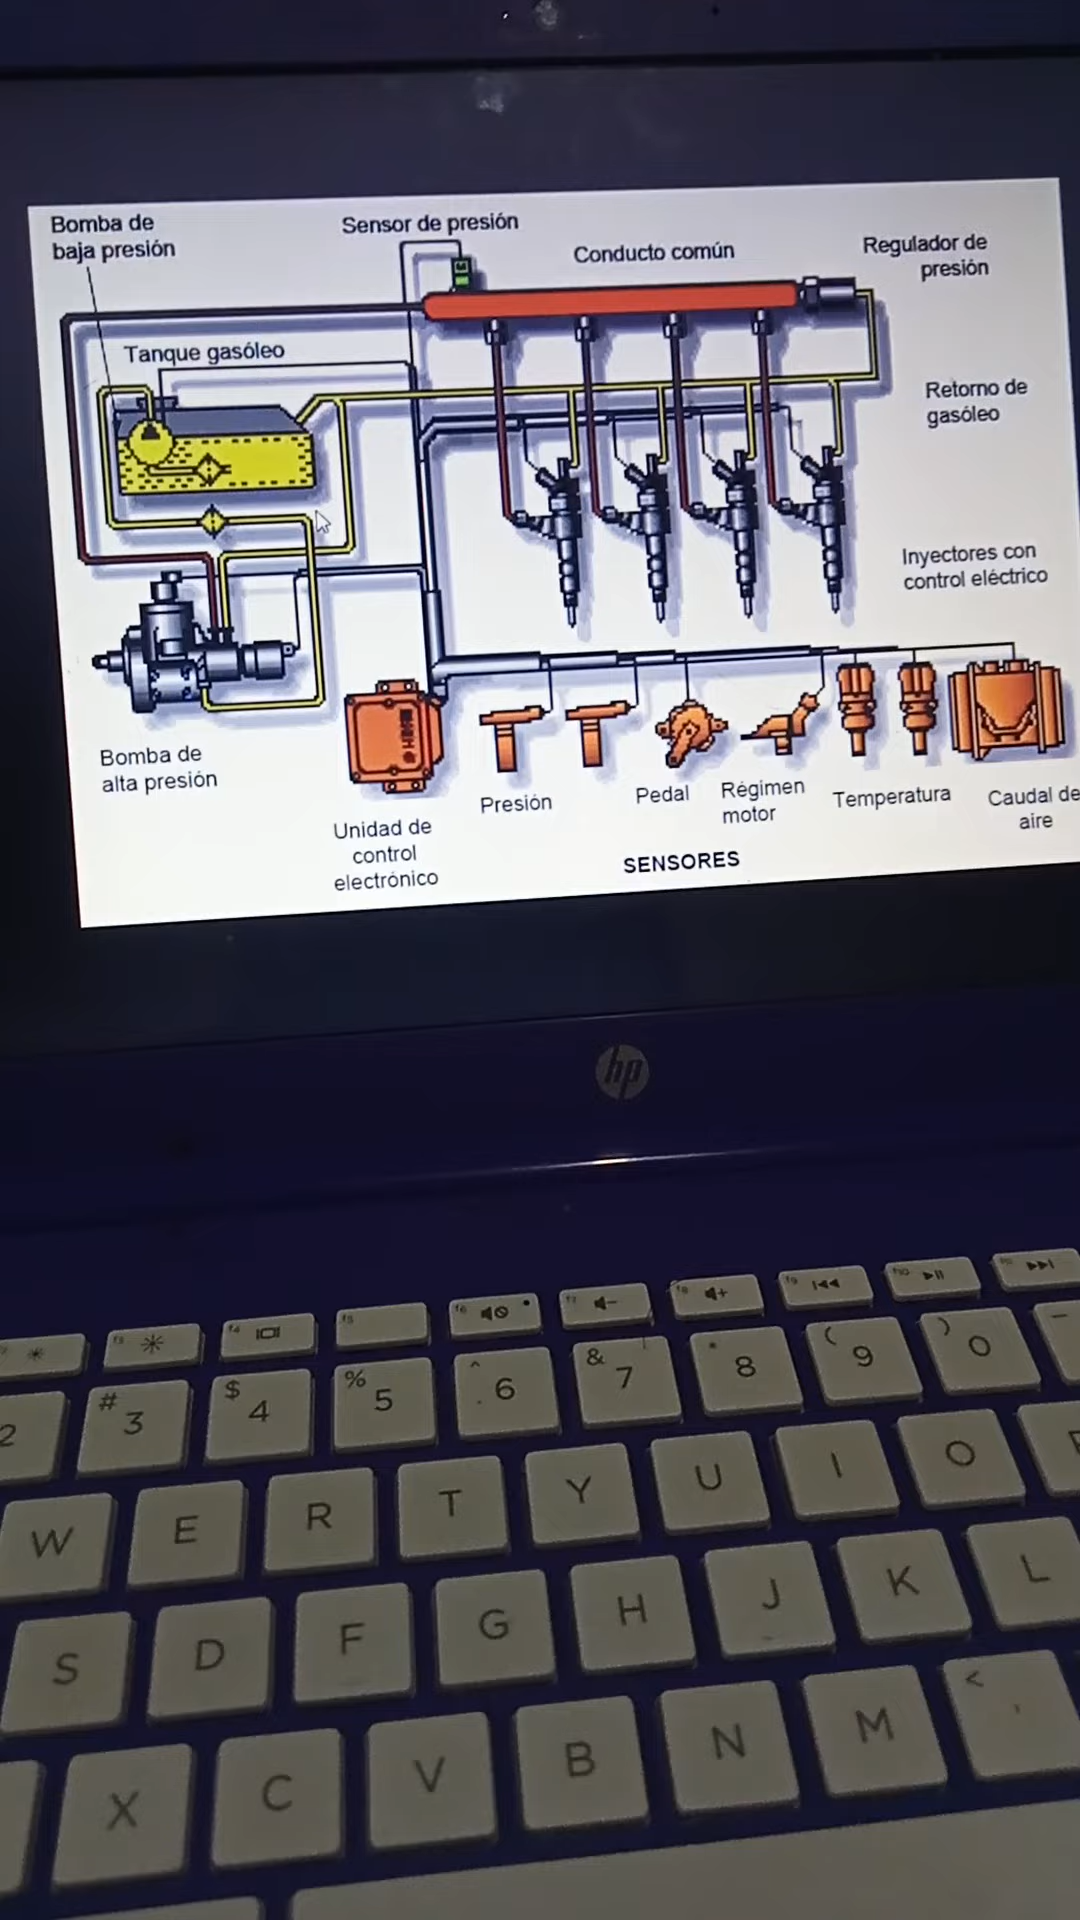 Bomba de
baja presión
Sensor de presión
Conducto común
Regulador de
presión
Tanque gasóleo
Retorno de
gasóleo
Inyectores con
control eléctrico
Bomba de
alta presión
Unidad de
control
electrónico
Presión
Pedal
Régimen
motor
Temperatura
Caudal de
aire
SENSORES
hp
% ^ & * ( )
2 # 3 $ 4 5 6 7 8 9 0
W E R T Y U I O
S D F G H J K L
X C V B N M < ,